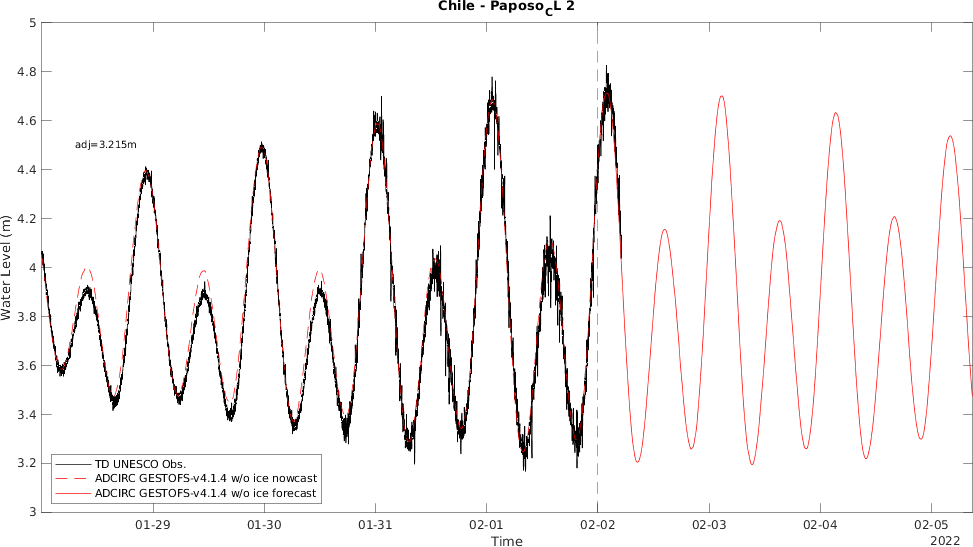 Chile - PaposoCL 2
5
4.8
4.6
4.4
4.2
4
3.8
3.6
3.4
3.2
3
Water Level (m)
adj=3.215m
TD UNESCO Obs.
ADCIRC GESTOFS-v4.1.4 w/o ice nowcast
ADCIRC GESTOFS-v4.1.4 w/o ice forecast
01-29 01-30 01-31 02-01 02-02 02-03 02-04 02-05
Time
2022